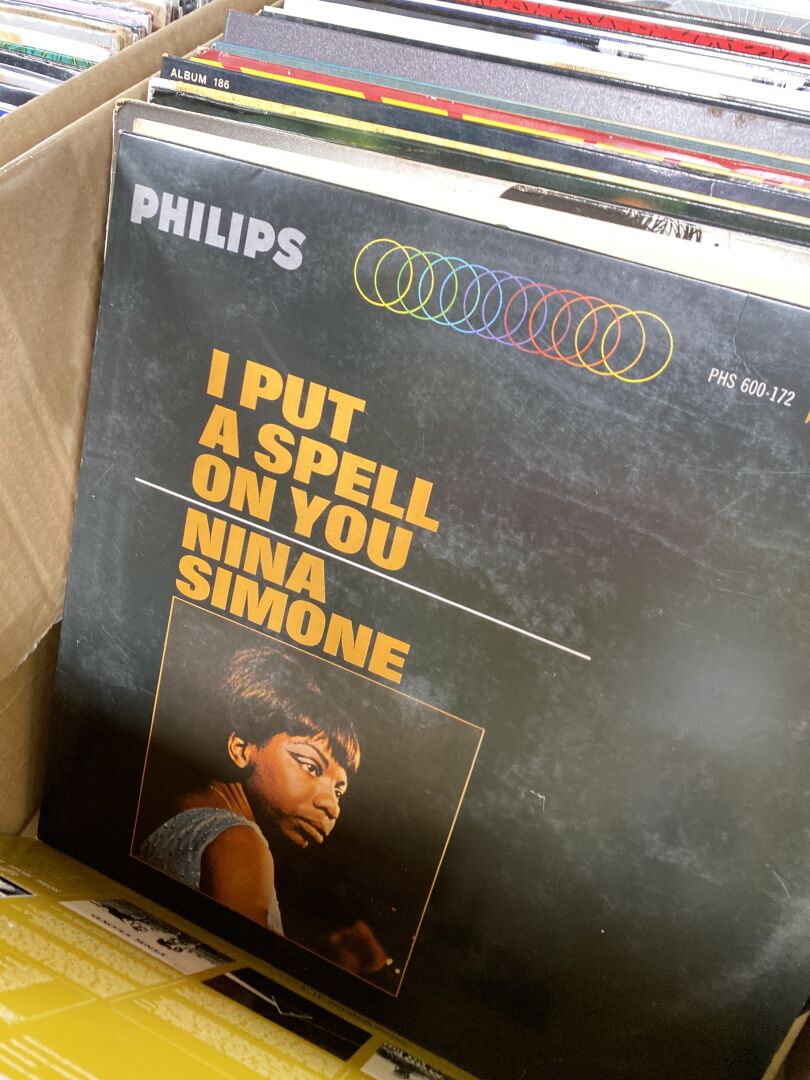 ALBUM 186
PHILIPS
PHS 600-172
I PUT
A SPELL
ON YOU
NINA
SIMONE